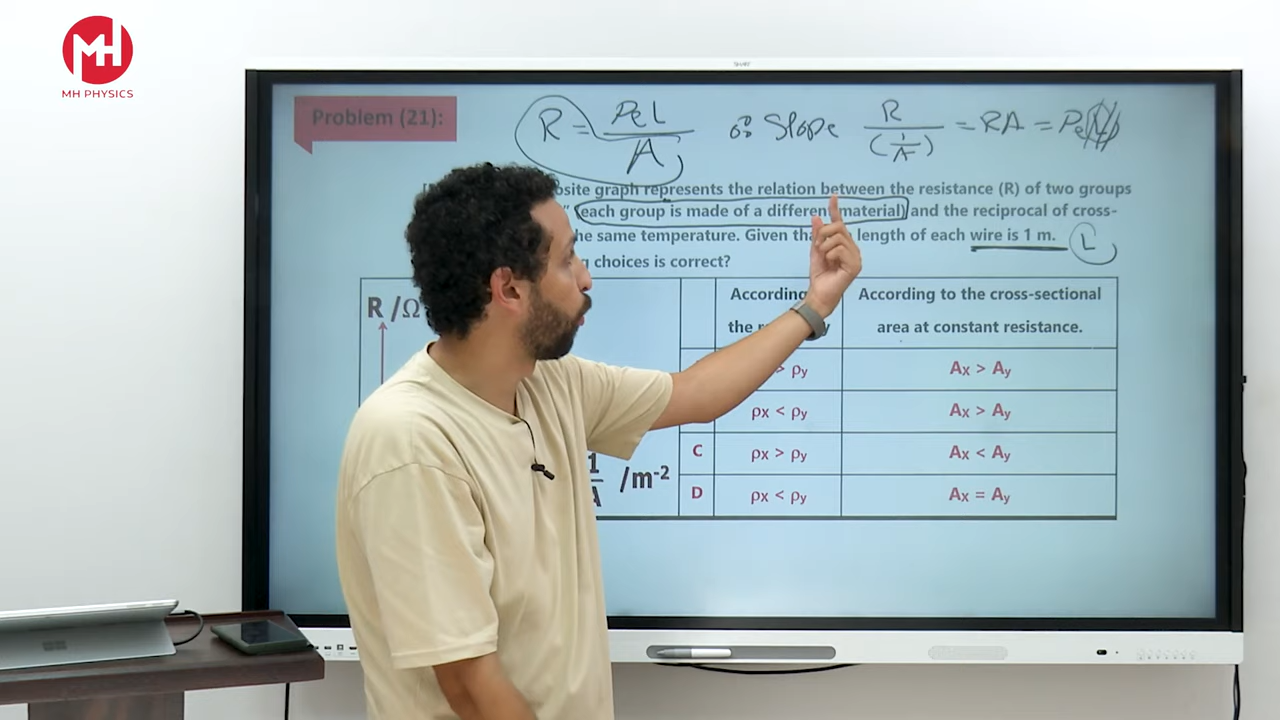 MH
MH PHYSICS
SHARP
Problem (21):
R = ρeL / A ∴ Slope R / (1/A) = RA = ρeL
osite graph represents the relation between the resistance (R) of two groups
each group is made of a different material) and the reciprocal of cross-
he same temperature. Given tha length of each wire is 1 m. L
choices is correct?
R /Ω
1/A /m-2
According
the r y
According to the cross-sectional
area at constant resistance.
> ρy Ax > Ay
ρx < ρy Ax > Ay
C ρx > ρy Ax < Ay
D ρx < ρy Ax = Ay